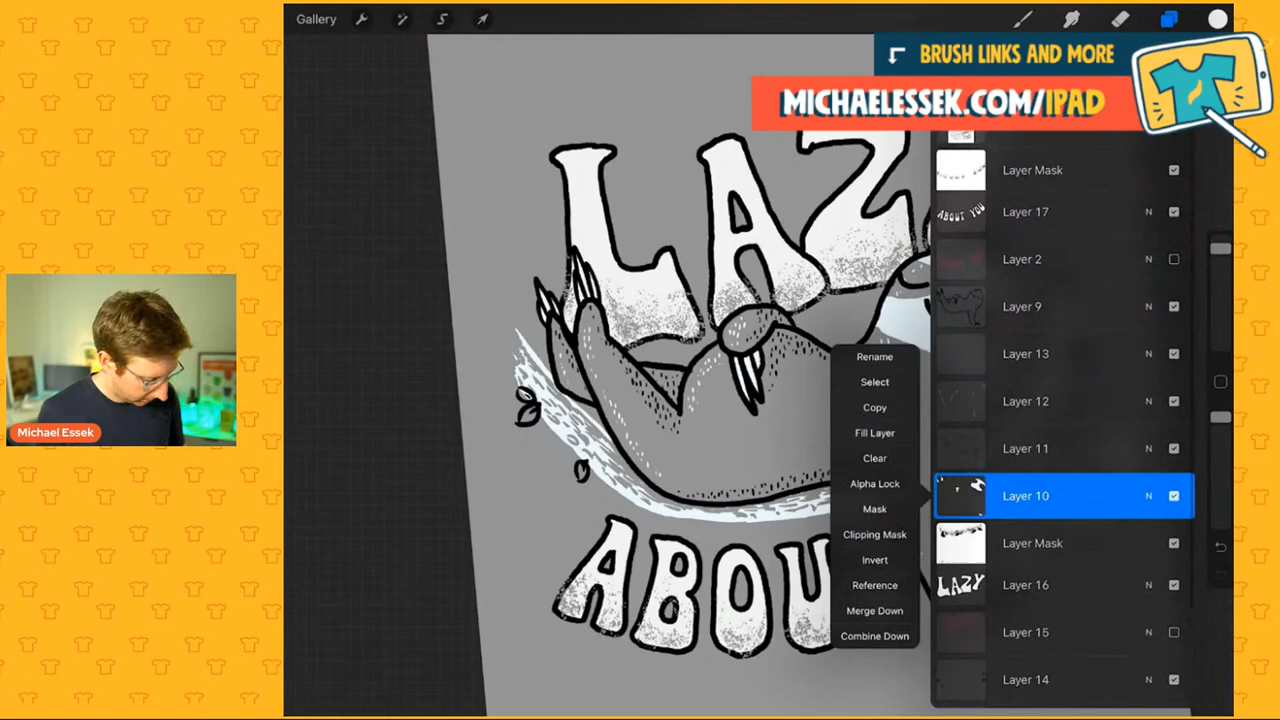 Gallery
BRUSH LINKS AND MORE
MICHAELESSEK.COM/IPAD
Layer Mask
ABOUT YOU
Layer 17
N
Layer 2
N
Layer 9
N
Layer 13
N
Layer 12
N
Layer 11
N
Layer 10
N
Layer Mask
LAZY
Layer 16
N
Layer 15
N
Layer 14
N
Rename
Select
Copy
Fill Layer
Clear
Alpha Lock
Mask
Clipping Mask
Invert
Reference
Merge Down
Combine Down
LAZ
ABOU
Michael Essek